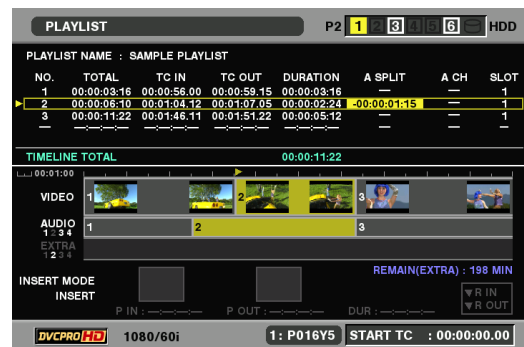 PLAYLIST P2 1 2 3 4 5 6 HDD
PLAYLIST NAME : SAMPLE PLAYLIST
NO. TOTAL TC IN TC OUT DURATION A SPLIT A CH SLOT
1 00:00:03:16 00:00:56.00 00:00:59.15 00:00:03:16 — — 1
2 00:00:06:10 00:01:04.12 00:01:07.05 00:00:02:24 -00:00:01:15 — 1
3 00:00:11:22 00:01:46.11 00:01:51.22 00:00:05:12 — — 1
— —:—:—:— —:—:—:— —:—:—:— —:—:—:— — — —
TIMELINE TOTAL 00:00:11:22
00:01:00
VIDEO 1 2 3
AUDIO 1 2 3
1 2 3 4
EXTRA
1 2 3 4
REMAIN(EXTRA) : 198 MIN
INSERT MODE
INSERT
▼R IN
▼R OUT
P IN : —:—:—:— P OUT : —:—:—:— DUR : —:—:—:—
DVCPRO HD 1080/60i 1: P016Y5 START TC : 00:00:00.00